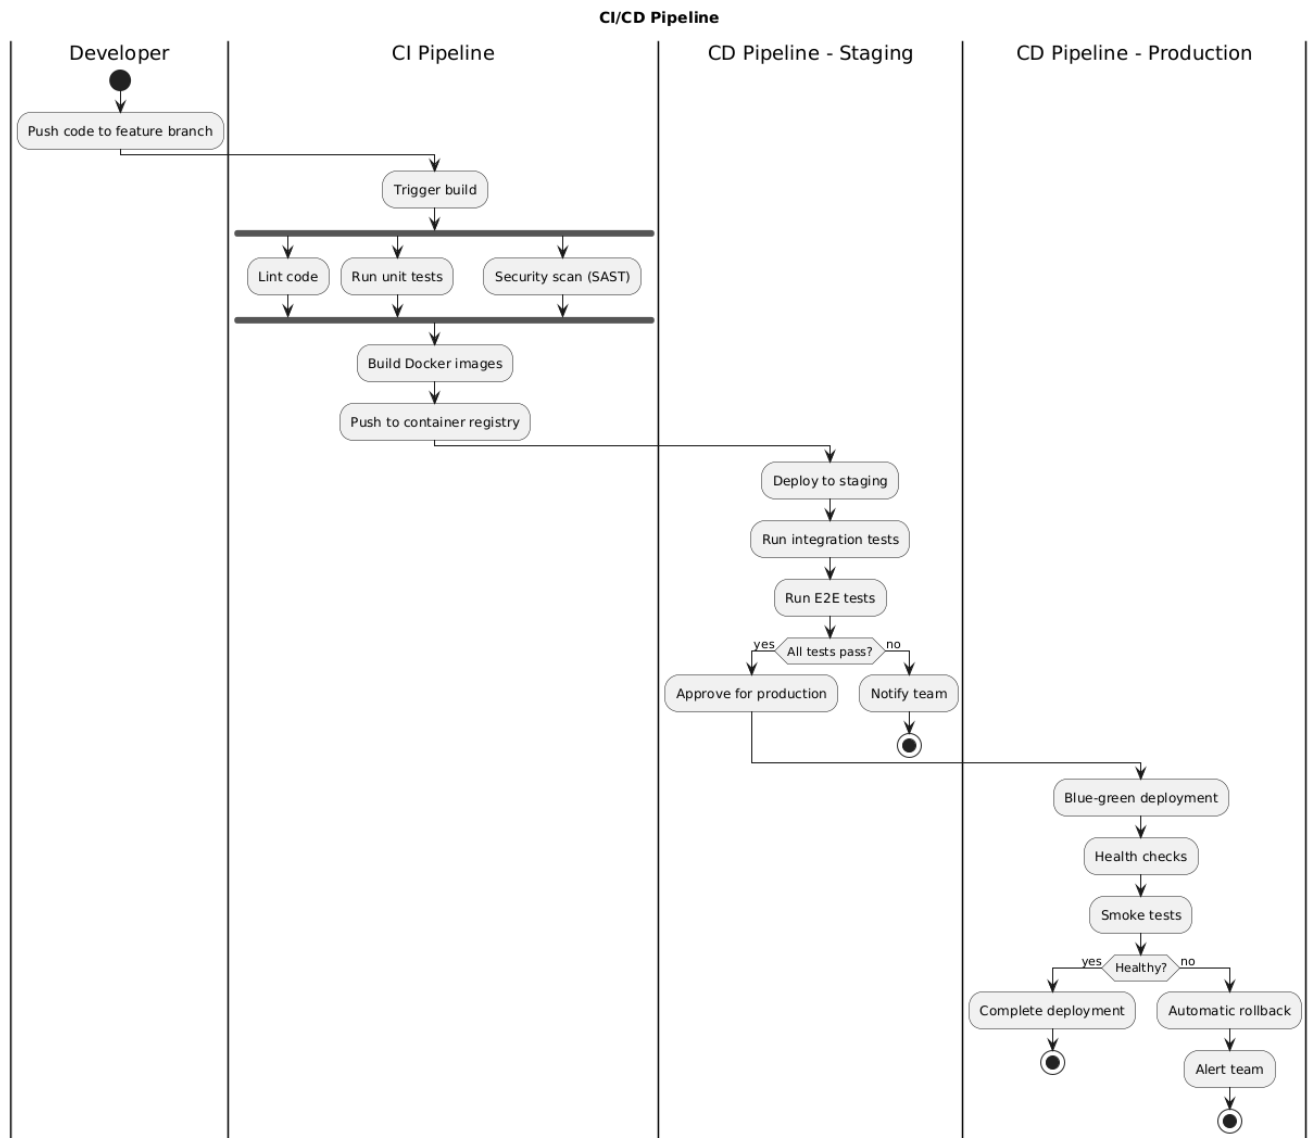 CI/CD Pipeline
Developer
CI Pipeline
CD Pipeline - Staging
CD Pipeline - Production
Push code to feature branch
Trigger build
Lint code
Run unit tests
Security scan (SAST)
Build Docker images
Push to container registry
Deploy to staging
Run integration tests
Run E2E tests
yes
All tests pass?
no
Approve for production
Notify team
Blue-green deployment
Health checks
Smoke tests
yes
Healthy?
no
Complete deployment
Automatic rollback
Alert team